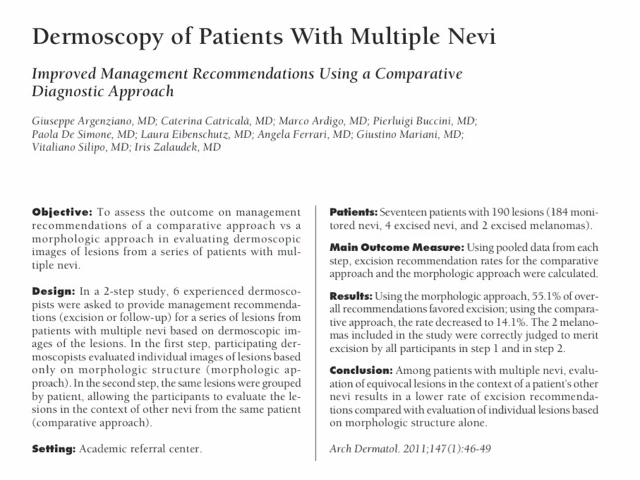 Dermoscopy of Patients With Multiple Nevi
Improved Management Recommendations Using a Comparative
Diagnostic Approach
Giuseppe Argenziano, MD; Caterina Catricalà, MD; Marco Ardigo, MD; Pierluigi Buccini, MD;
Paola De Simone, MD; Laura Eibenschutz, MD; Angela Ferrari, MD; Giustino Mariani, MD;
Vitaliano Silipo, MD; Iris Zalaudek, MD
Objective: To assess the outcome on management
recommendations of a comparative approach vs a
morphologic approach in evaluating dermoscopic
images of lesions from a series of patients with mul-
tiple nevi.
Design: In a 2-step study, 6 experienced dermosco-
pists were asked to provide management recommenda-
tions (excision or follow-up) for a series of lesions from
patients with multiple nevi based on dermoscopic im-
ages of the lesions. In the first step, participating der-
moscopists evaluated individual images of lesions based
only on morphologic structure (morphologic ap-
proach). In the second step, the same lesions were grouped
by patient, allowing the participants to evaluate the le-
sions in the context of other nevi from the same patient
(comparative approach).
Setting: Academic referral center.
Patients: Seventeen patients with 190 lesions (184 moni-
tored nevi, 4 excised nevi, and 2 excised melanomas).
Main Outcome Measure: Using pooled data from each
step, excision recommendation rates for the comparative
approach and the morphologic approach were calculated.
Results: Using the morphologic approach, 55.1% of over-
all recommendations favored excision; using the compara-
tive approach, the rate decreased to 14.1%. The 2 melano-
mas included in the study were correctly judged to merit
excision by all participants in step 1 and in step 2.
Conclusion: Among patients with multiple nevi, evalu-
ation of equivocal lesions in the context of a patient's other
nevi results in a lower rate of excision recommenda-
tions compared with evaluation of individual lesions based
on morphologic structure alone.
Arch Dermatol. 2011;147(1):46-49